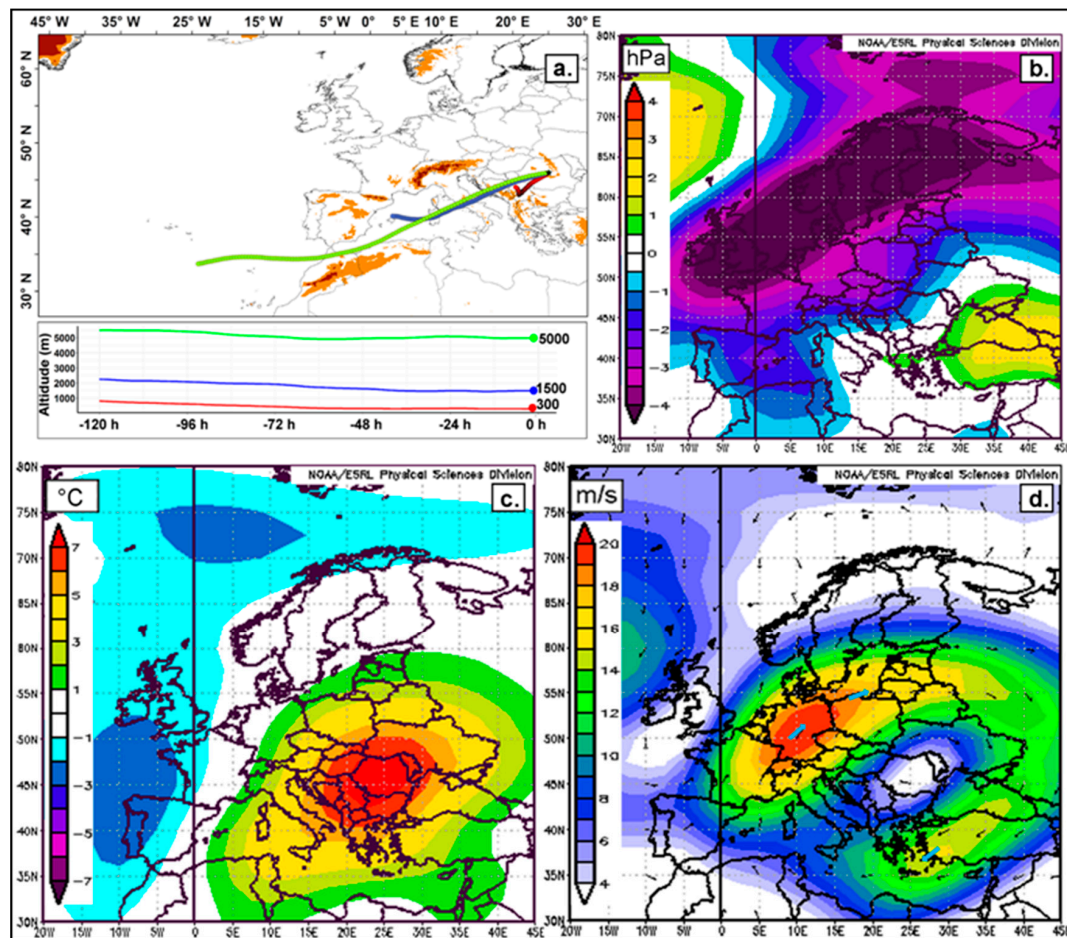 45° W 35° W 25° W 15° W 0° 5° E 10° E 20° E 30° E
60° N
50° N
40° N
30° N
a.
Altidude (m)
5000
4000
3000
2000
1000
5000
1500
300
-120 h -96 h -72 h -48 h -24 h 0 h
NOAA/ESRL Physical Sciences Division
hPa
b.
4
3
2
1
0
−1
−2
−3
−4
80N
75N
70N
65N
60N
55N
50N
45N
40N
35N
30N
20W 15W 10W 5W 0 5E 10E 15E 20E 25E 30E 35E 40E 45E
NOAA/ESRL Physical Sciences Division
°C
c.
7
5
3
1
−1
−3
−5
−7
80N
75N
70N
65N
80N
55N
50N
45N
40N
35N
30N
20W 15W 10W 5W 0 5E 10E 15E 20E 25E 30E 35E 40E 45E
NOAA/ESRL Physical Sciences Division
m/s
d.
20
18
16
14
12
10
8
6
4
80N
75N
70N
65N
80N
55N
50N
45N
40N
35N
30N
20W 15W 10W 5W 0 5E 10E 15E 20E 25E 30E 35E 40E 45E